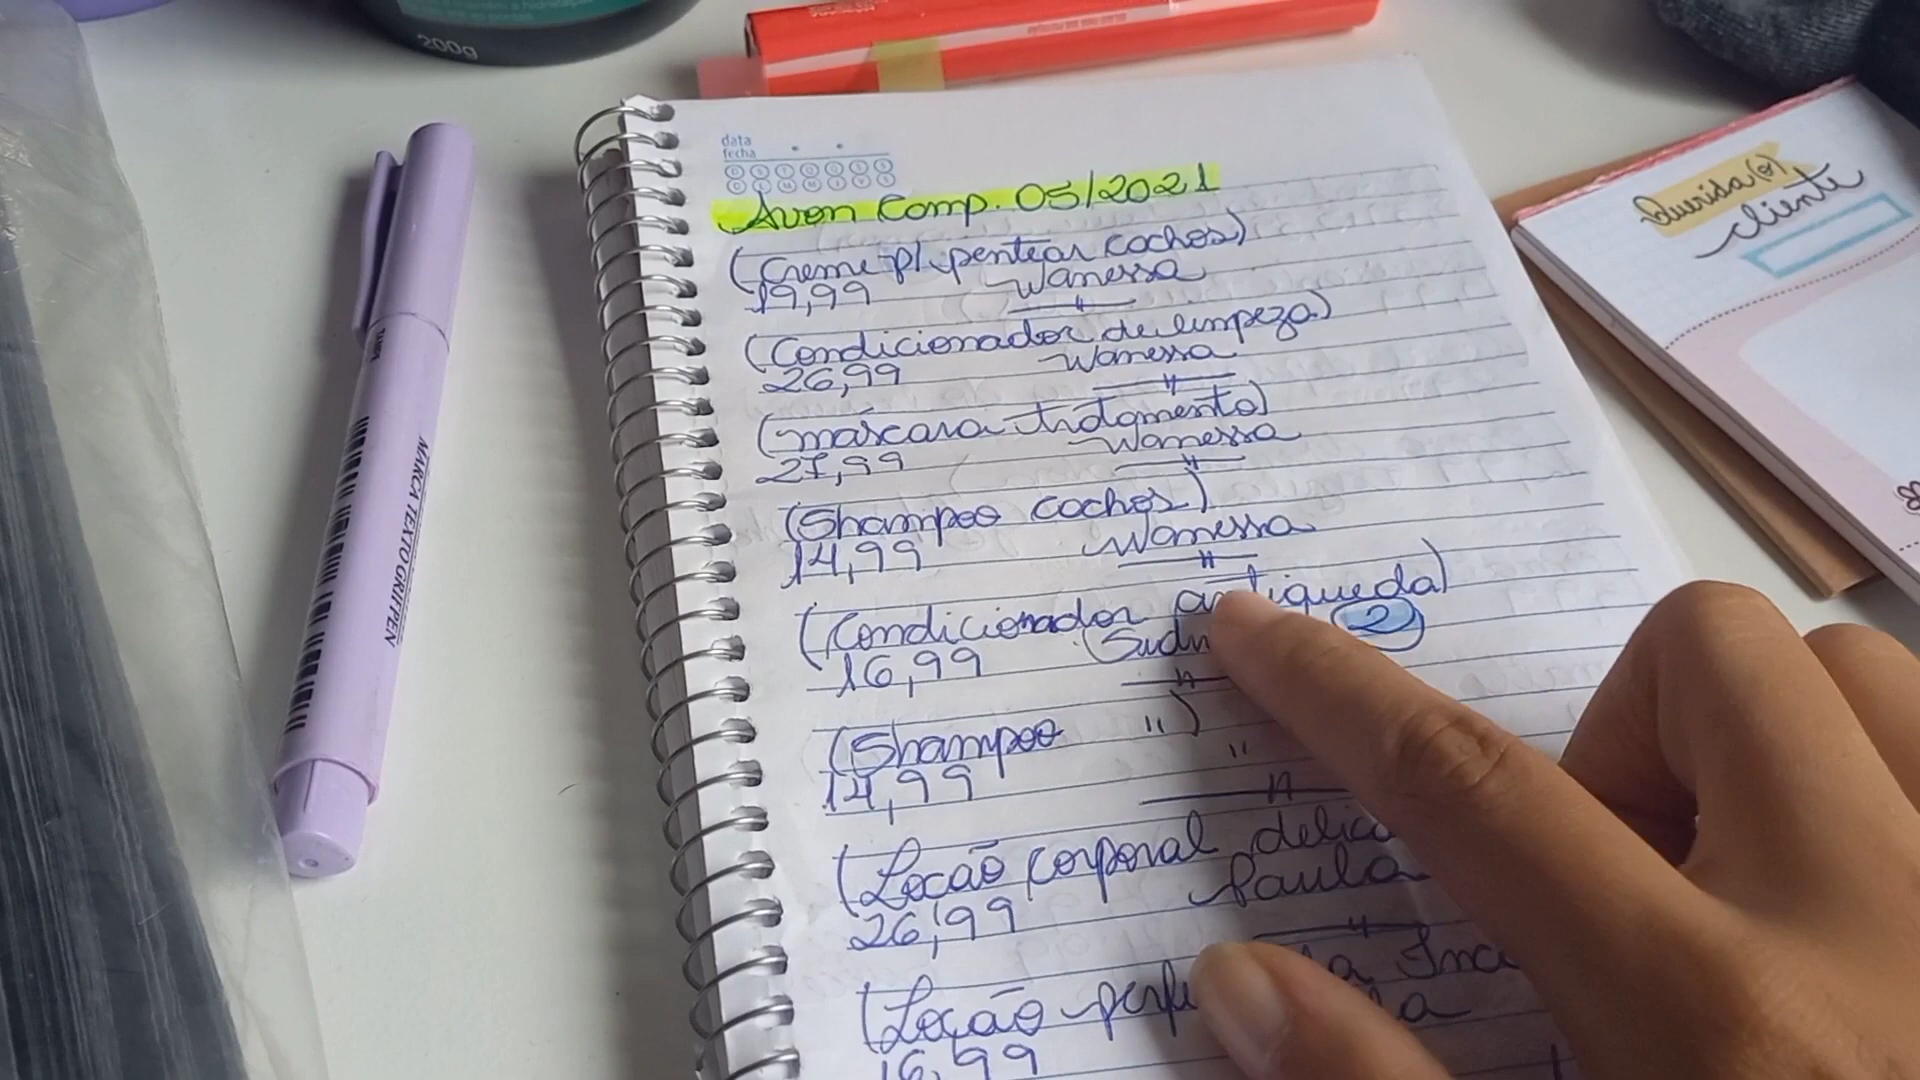 200g
data
fecha
Avon Comp. 05/2021
(Creme p/ pentear cachos)
19,99 Wanessa
(Condicionador de limpeza)
26,99 Wanessa
(máscara tratamento)
27,99 Wanessa
(Shampoo cachos)
14,99 Wanessa
(Condicionador antiqueda)
16,99 2
(Shampoo ")
14,99 "
(Loção corporal
26,99 Paula
(Loção
16,99
MARCA TEXTO GRIFPEN
Querida(o)
cliente